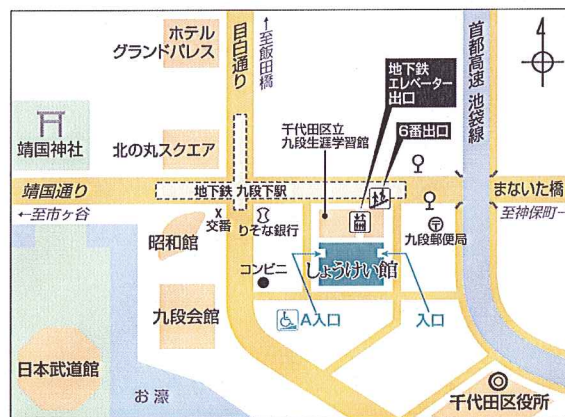 ホテル
グランドパレス
目白通り
↑至飯田橋
首都高速 池袋線
4
地下鉄
エレベーター
出口
千代田区立
九段生涯学習館
6番出口
靖国神社
北の丸スクエア
靖国通り
地下鉄 九段下駅
まないた橋
←至市ヶ谷
至神保町→
交番
りそな銀行
九段郵便局
昭和館
コンビニ
しょうけい館
A入口
入口
九段会館
日本武道館
お濠
千代田区役所